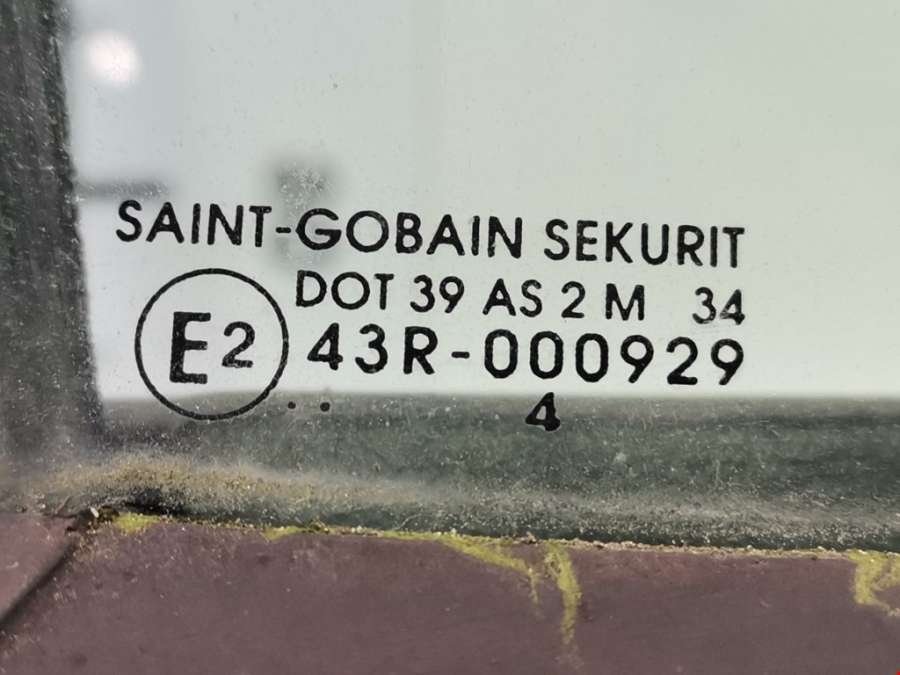 SAINT-GOBAIN SEKURIT
DOT 39 AS 2 M 34
E2 43R-000929
.. 4